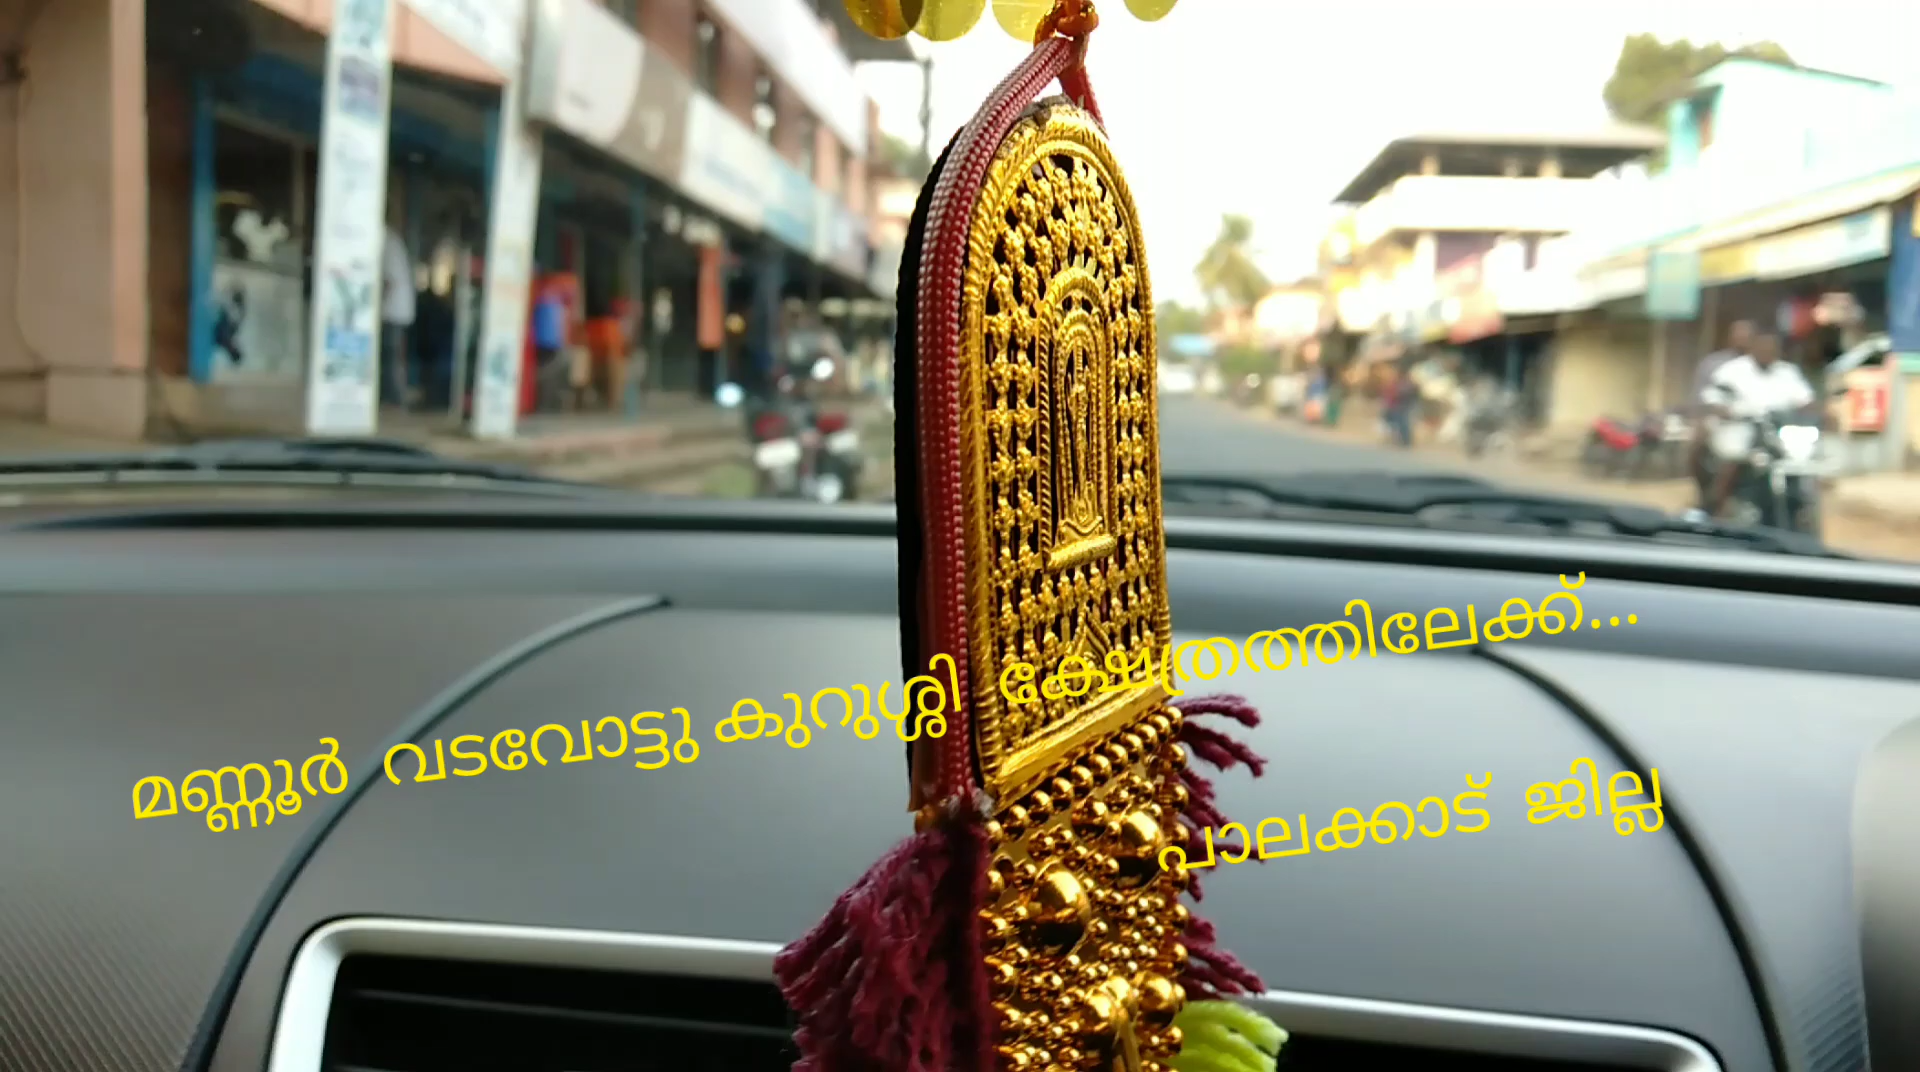 മണ്ണൂർ വടവോട്ടു കുറുശ്ശി ക്ഷേത്രത്തിലേക്ക്...
പാലക്കാട് ജില്ല